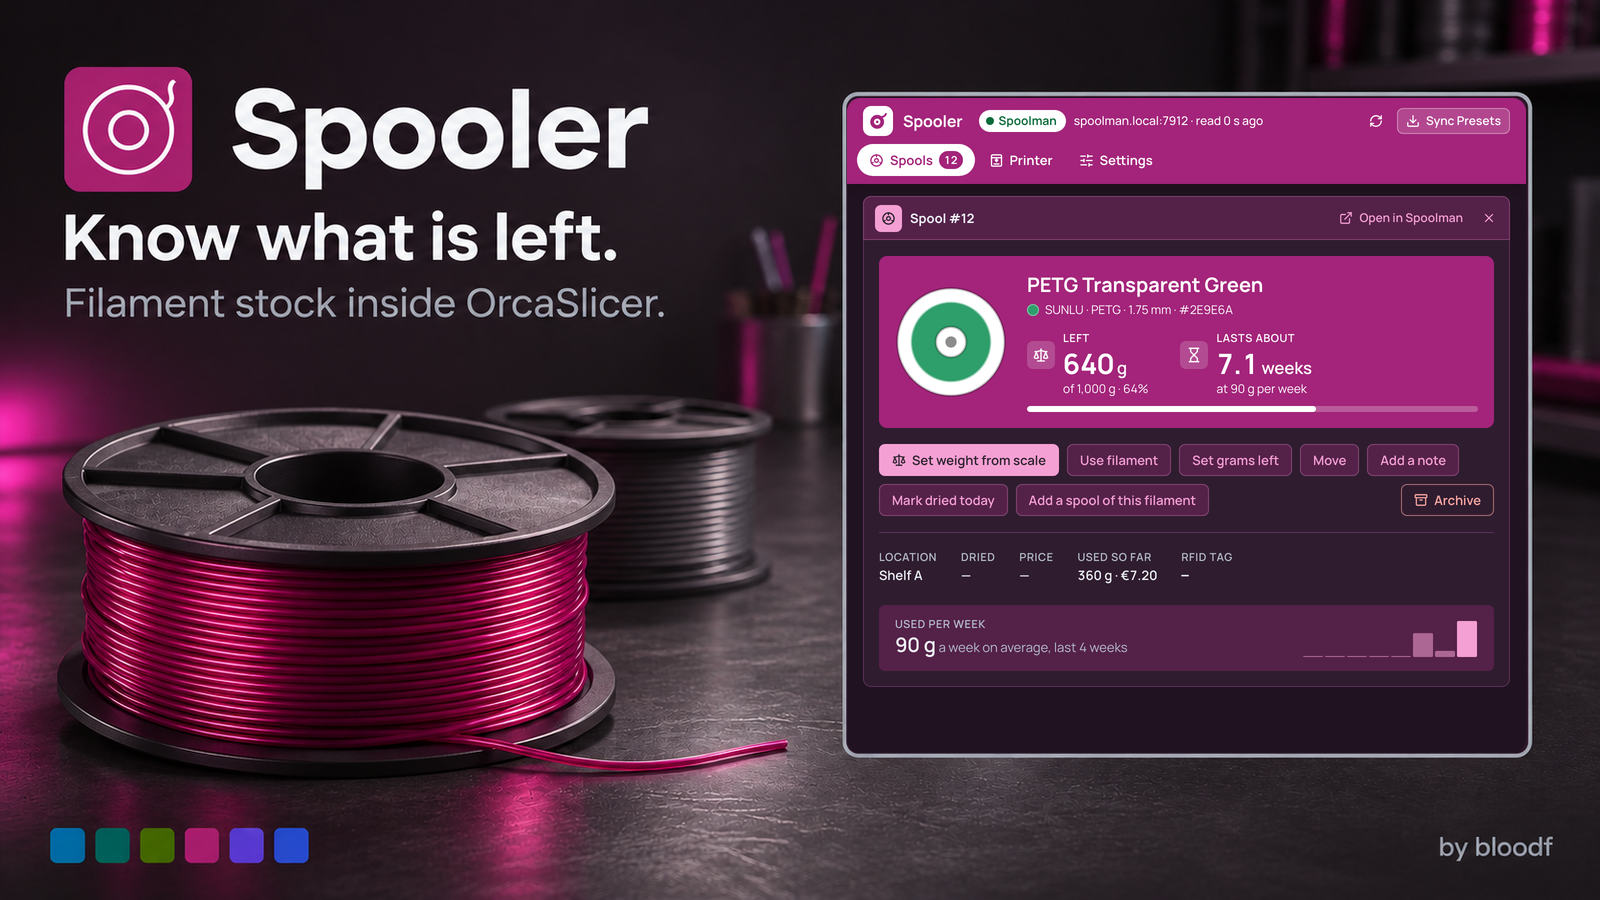 Spooler
Know what is left.
Filament stock inside OrcaSlicer.
Spooler
Spoolman
spoolman.local:7912 · read 0 s ago
Sync Presets
Spools 12
Printer
Settings
Spool #12
Open in Spoolman
PETG Transparent Green
SUNLU · PETG · 1.75 mm · #2E9E6A
LEFT
640 g
of 1,000 g · 64%
LASTS ABOUT
7.1 weeks
at 90 g per week
Set weight from scale
Use filament
Set grams left
Move
Add a note
Mark dried today
Add a spool of this filament
Archive
LOCATION
Shelf A
DRIED
–
PRICE
–
USED SO FAR
360 g · €7.20
RFID TAG
–
USED PER WEEK
90 g a week on average, last 4 weeks
by bloodf